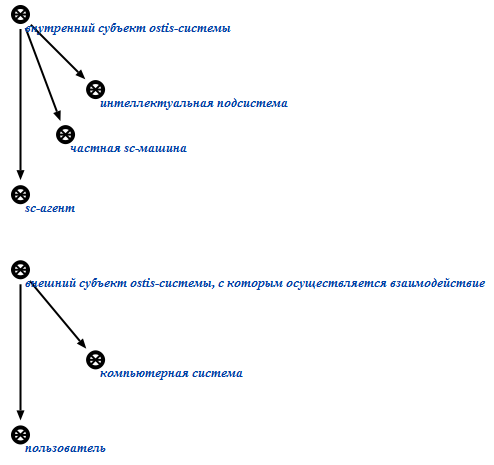 внутренний субъект ostis-системы
интеллектуальная подсистема
частная sc-машина
sc-агент
внешний субъект ostis-системы, с которым осуществляется взаимодействие
компьютерная система
пользователь